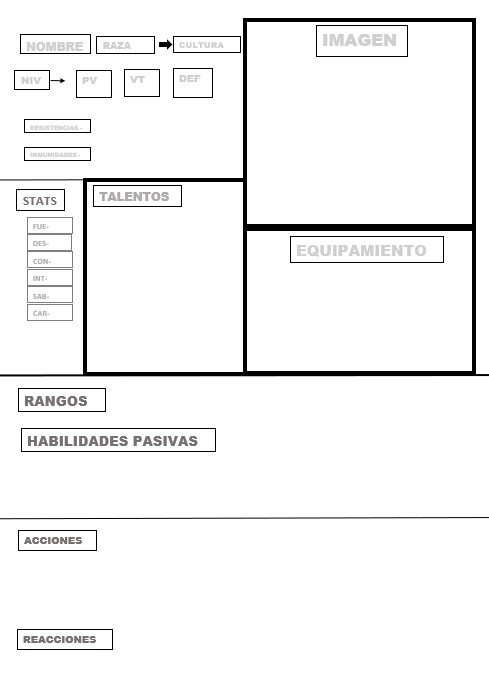 NOMBRE
RAZA
CULTURA
IMAGEN
NIV
PV
VT
DEF
RESISTENCIAS -
INMUNIDADES -
STATS
TALENTOS
FUE-
DES-
CON-
INT-
SAB-
CAR-
EQUIPAMIENTO
RANGOS
HABILIDADES PASIVAS
ACCIONES
REACCIONES